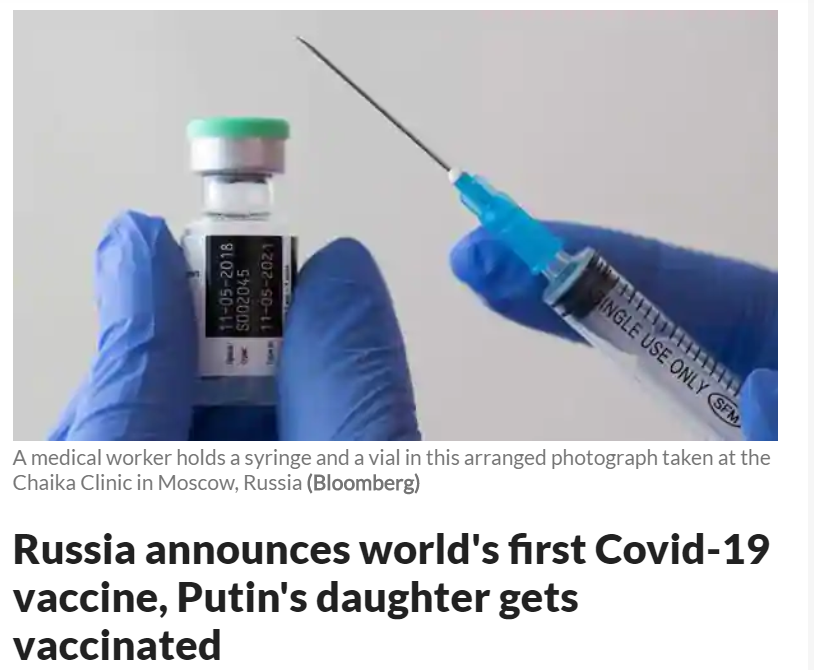 11-05-2018
S002045
11-05-2021
SINGLE USE ONLY
SFM
A medical worker holds a syringe and a vial in this arranged photograph taken at the
Chaika Clinic in Moscow, Russia (Bloomberg)
Russia announces world's first Covid-19
vaccine, Putin's daughter gets
vaccinated